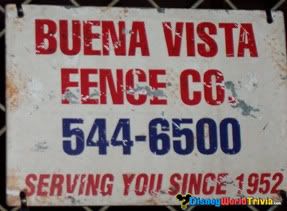 BUENA VISTA
FENCE CO.
544-6500
SERVING YOU SINCE 1952
DisneyWorldTrivia.com